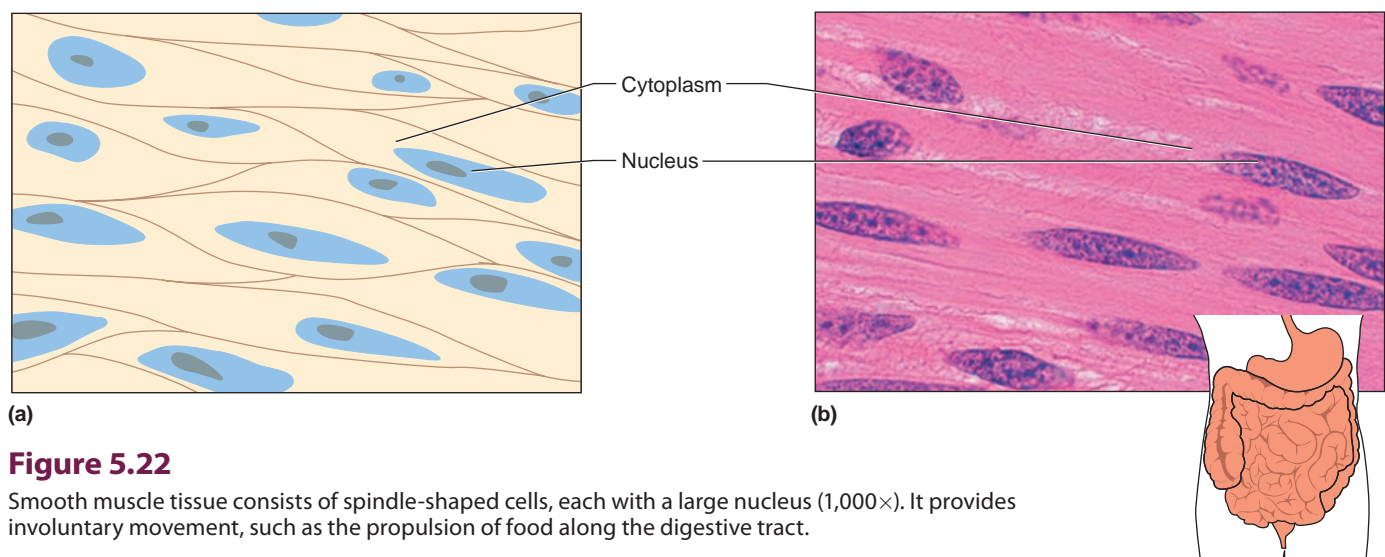 Cytoplasm
Nucleus
(a)
(b)
Figure 5.22
Smooth muscle tissue consists of spindle-shaped cells, each with a large nucleus (1,000×). It provides
involuntary movement, such as the propulsion of food along the digestive tract.